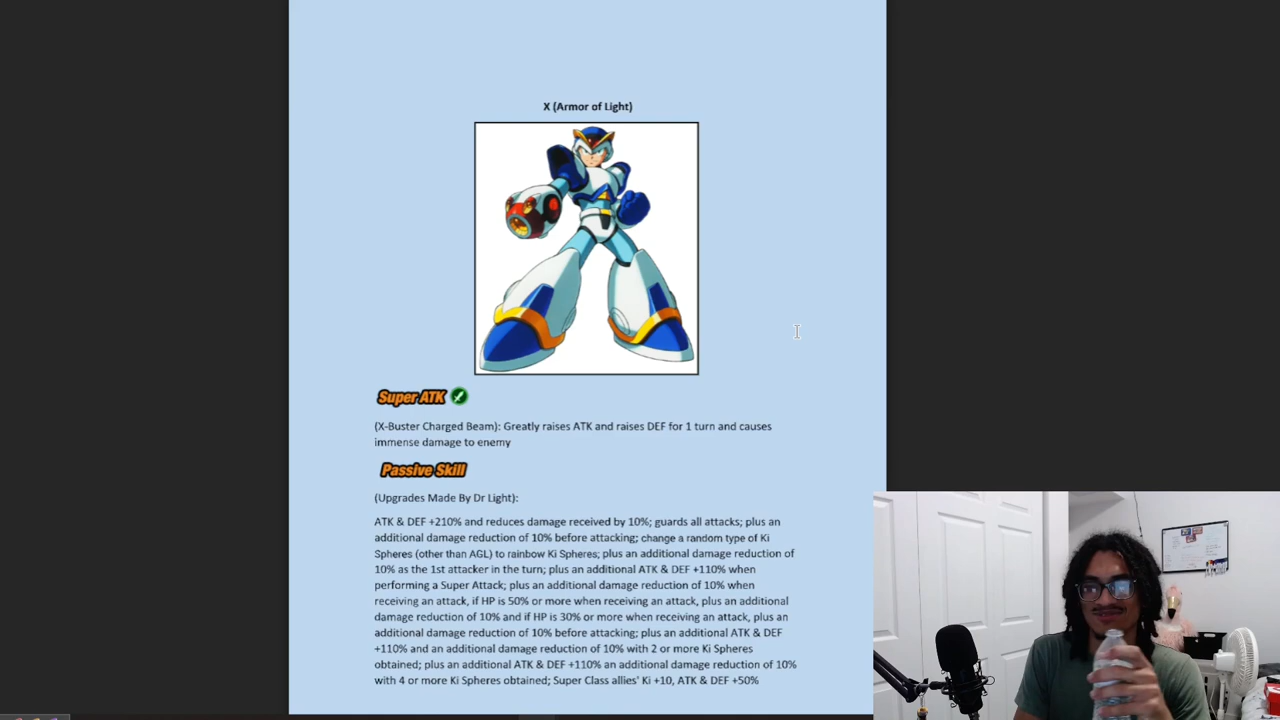 X (Armor of Light)
Super ATK
(X-Buster Charged Beam): Greatly raises ATK and raises DEF for 1 turn and causes
immense damage to enemy
Passive Skill
(Upgrades Made By Dr Light):
ATK & DEF +210% and reduces damage received by 10%; guards all attacks; plus an
additional damage reduction of 10% before attacking; change a random type of Ki
Spheres (other than AGL) to rainbow Ki Spheres; plus an additional damage reduction of
10% as the 1st attacker in the turn; plus an additional ATK & DEF +110% when
performing a Super Attack; plus an additional damage reduction of 10% when
receiving an attack, if HP is 50% or more when receiving an attack, plus an additional
damage reduction of 10% and if HP is 30% or more when receiving an attack, plus an
additional damage reduction of 10% before attacking; plus an additional ATK & DEF
+110% and an additional damage reduction of 10% with 2 or more Ki Spheres
obtained; plus an additional ATK & DEF +110% an additional damage reduction of 10%
with 4 or more Ki Spheres obtained; Super Class allies' Ki +10, ATK & DEF +50%